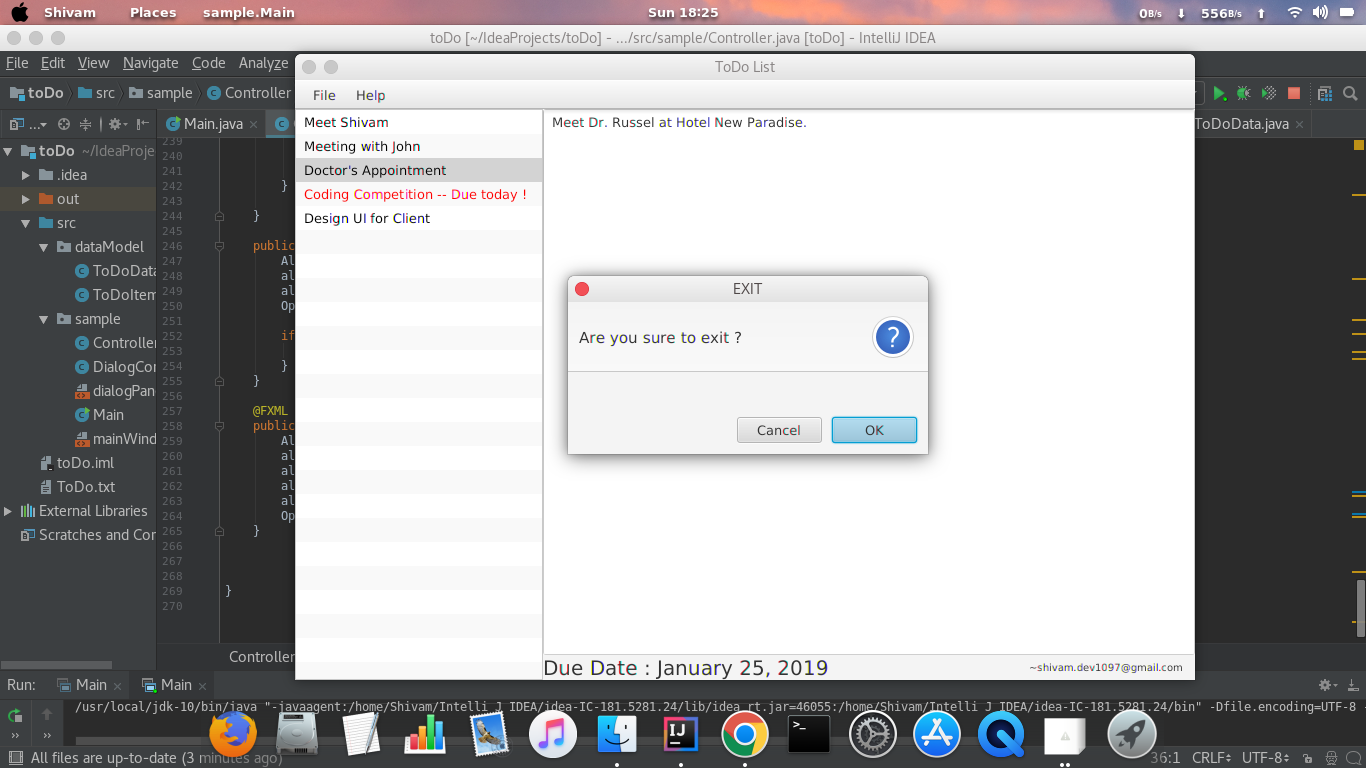 Shivam Places sample.Main Sun 18:25 0B/s 556B/s
toDo [~/IdeaProjects/toDo] - .../src/sample/Controller.java [toDo] - IntelliJ IDEA
File Edit View Navigate Code Analyze
ToDo List
toDo src sample Controller
File Help
Main.java
ToDoData.java
toDo ~/IdeaProje
.idea
out
src
dataModel
ToDoData
ToDoItem
sample
Controller
DialogCor
dialogPan
Main
mainWind
toDo.iml
ToDo.txt
External Libraries
Scratches and Cor
239
240
241
242 }
243
244 }
245
246 public
247 Al
248 al
249 al
250 Op
251
252 if
253
254 }
255 }
256
257 @FXML
258 public
259 Al
260 al
261 al
262 al
263 al
264 Op
265 }
266
267
268
269 }
270
Controller
Meet Shivam
Meeting with John
Doctor's Appointment
Coding Competition -- Due today !
Design UI for Client
Meet Dr. Russel at Hotel New Paradise.
EXIT
Are you sure to exit ?
?
Cancel OK
Due Date : January 25, 2019
~shivam.dev1097@gmail.com
Run: Main Main
/usr/local/jdk-10/bin/java "-javaagent:/home/Shivam/Intelli J IDEA/idea-IC-181.5281.24/lib/idea_rt.jar=46055:/home/Shivam/Intelli J IDEA/idea-IC-181.5281.24/bin" -Dfile.encoding=UTF-8
IJ
>_
All files are up-to-date (3 minutes ago)
36:1 CRLF UTF-8